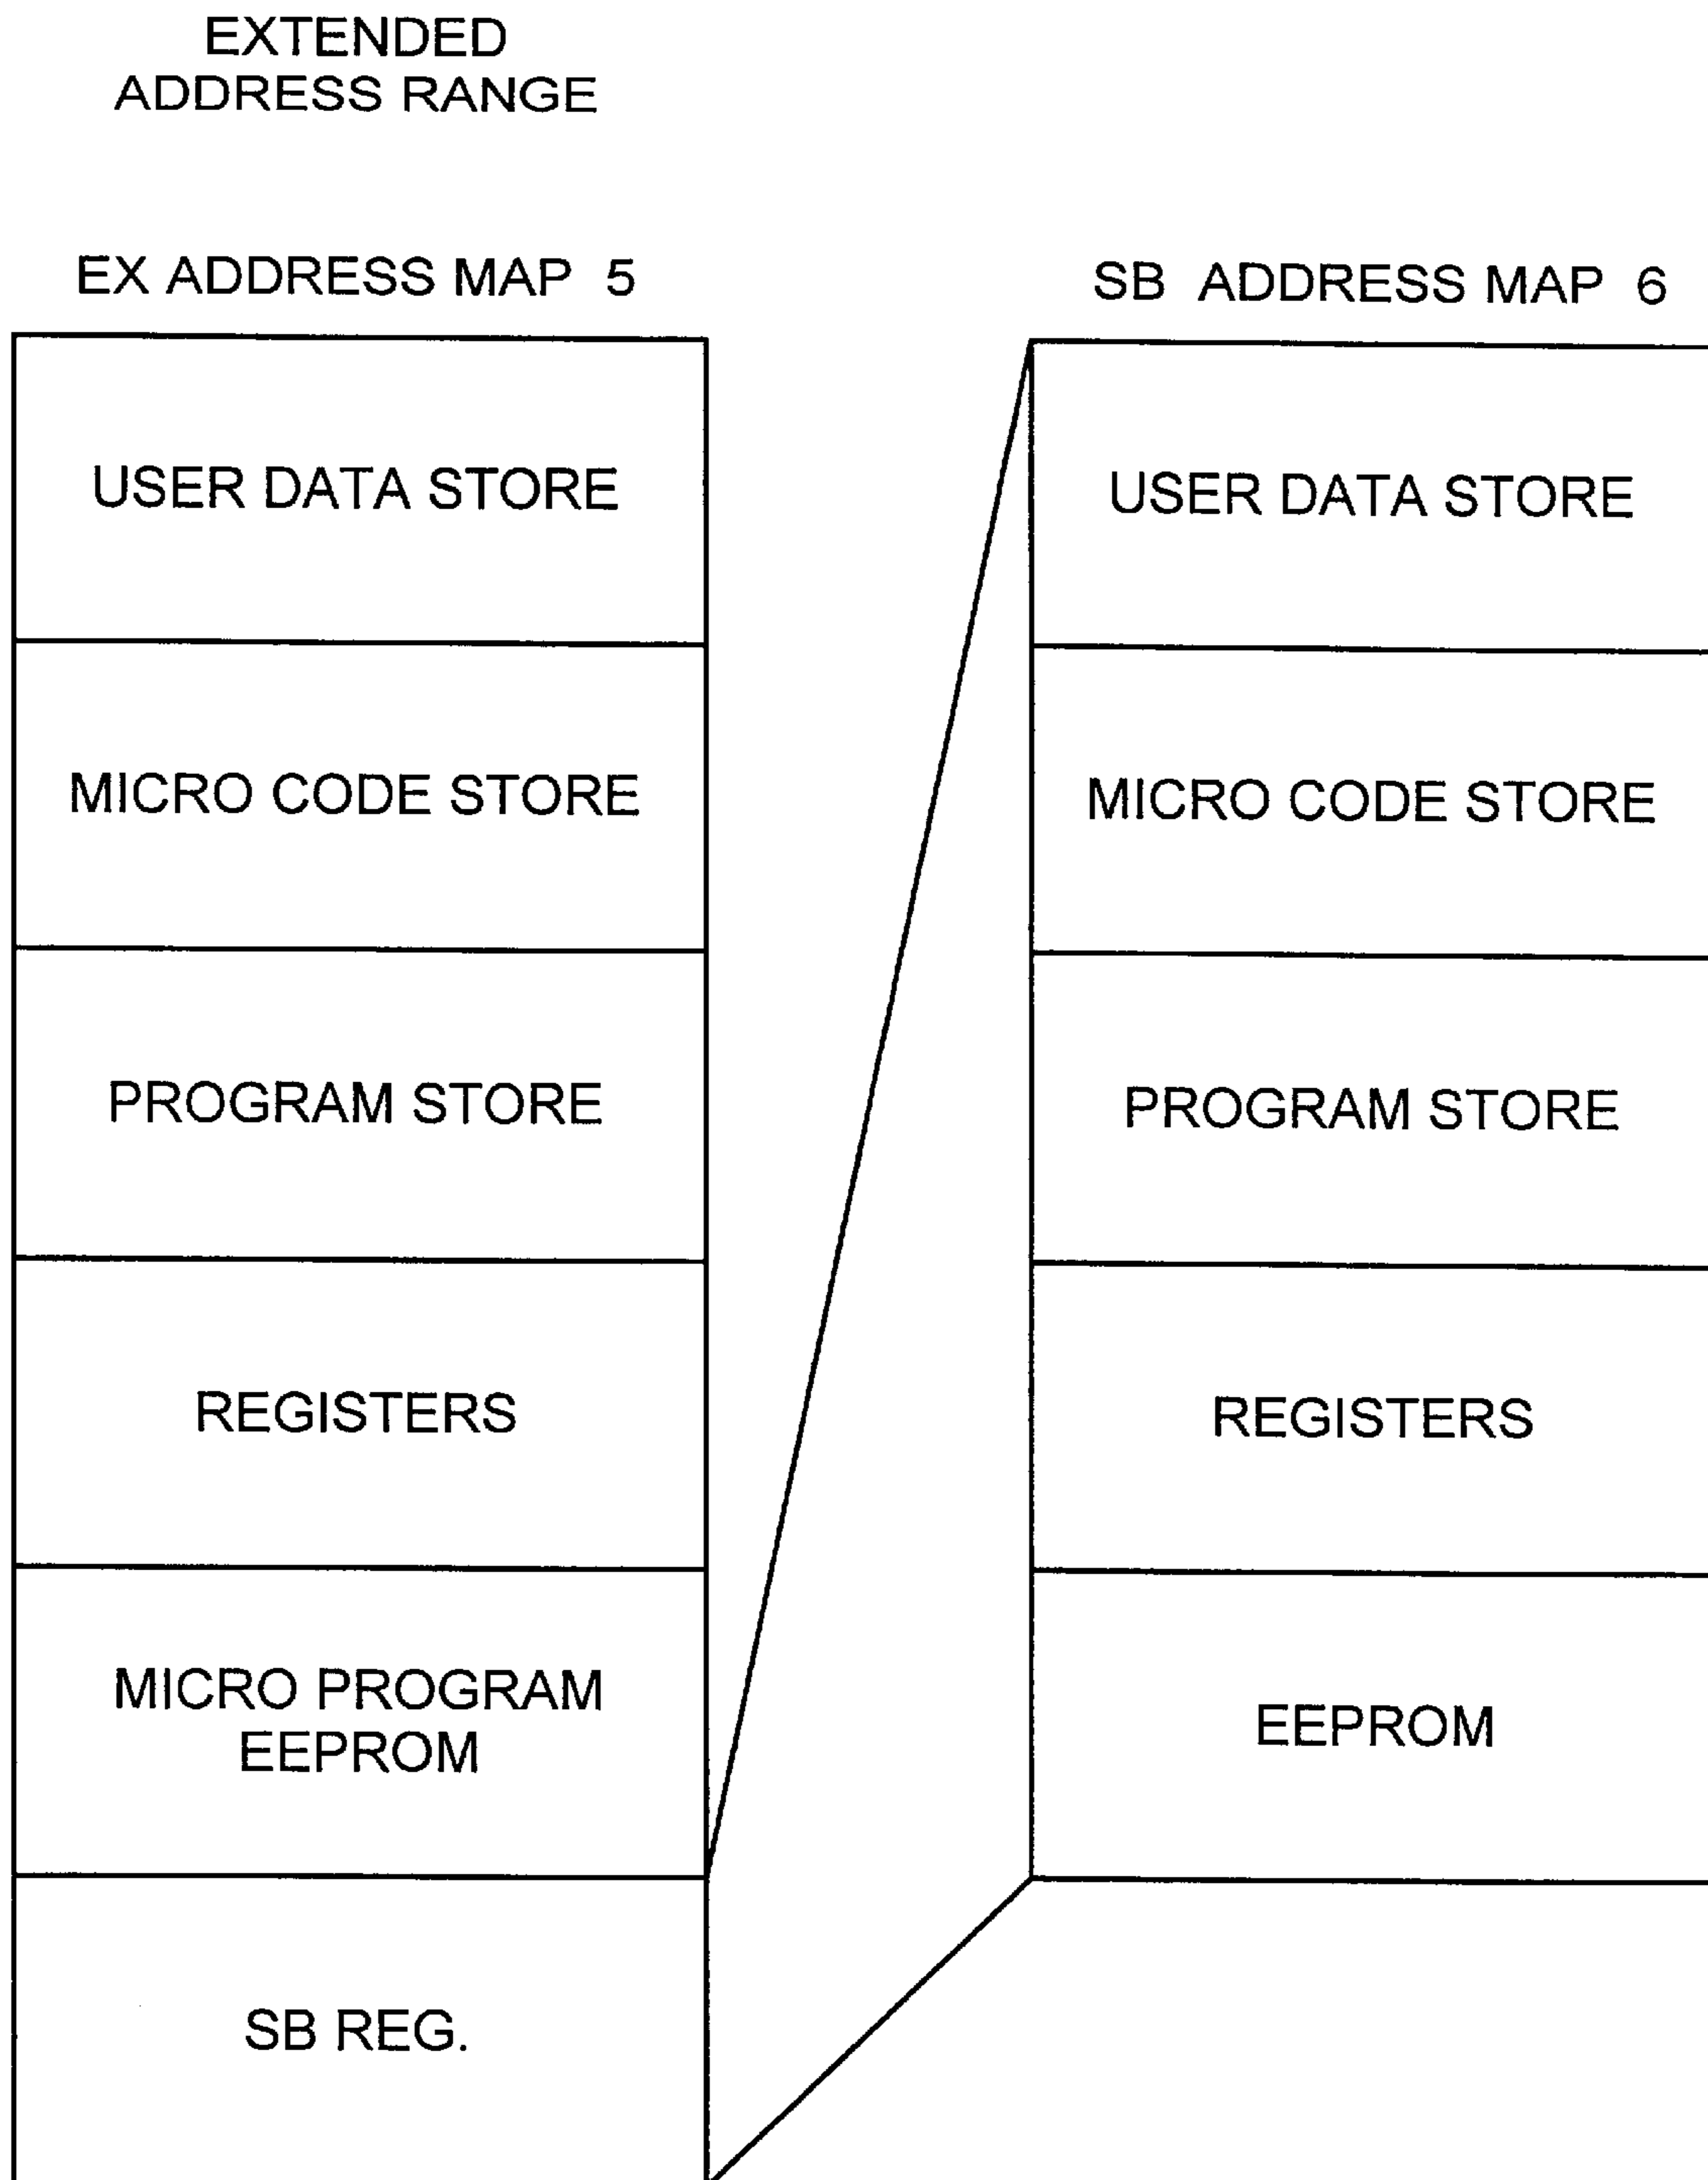 EXTENDED
ADDRESS RANGE
EX ADDRESS MAP 5
USER DATA STORE
MICRO CODE STORE
PROGRAM STORE
REGISTERS
MICRO PROGRAM
EEPROM
SB REG.
SB ADDRESS MAP 6
USER DATA STORE
MICRO CODE STORE
PROGRAM STORE
REGISTERS
EEPROM